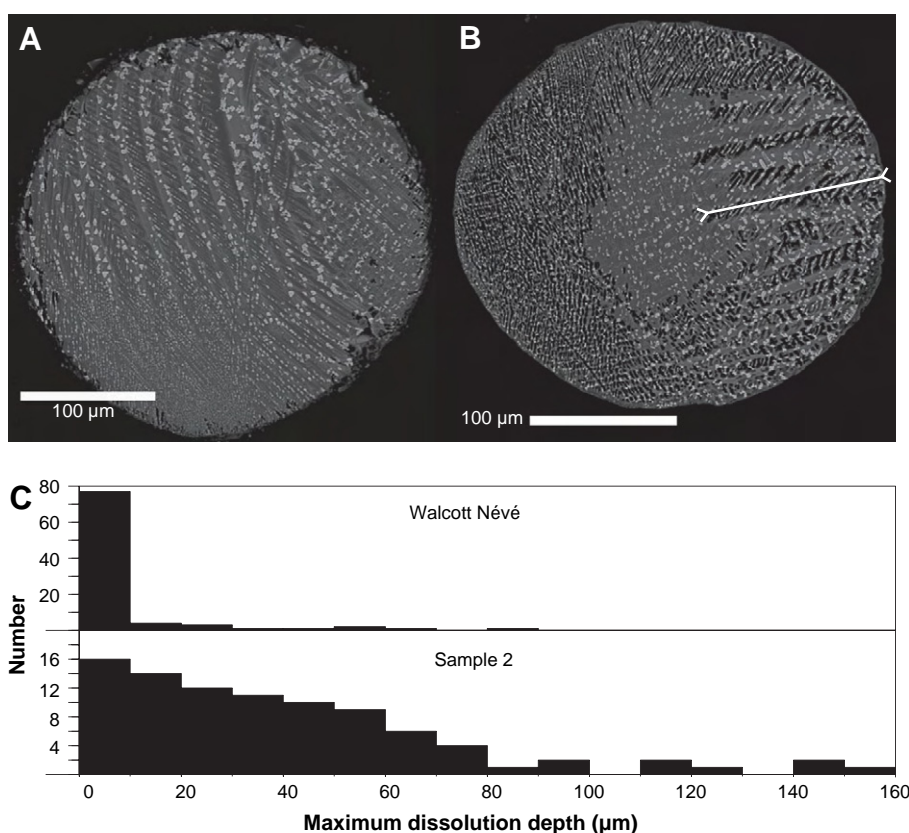 A
B
100 µm
100 µm
C
80
60
40
20
Walcott Névé
Number
16
12
8
4
Sample 2
0 20 40 60 80 100 120 140 160
Maximum dissolution depth (µm)